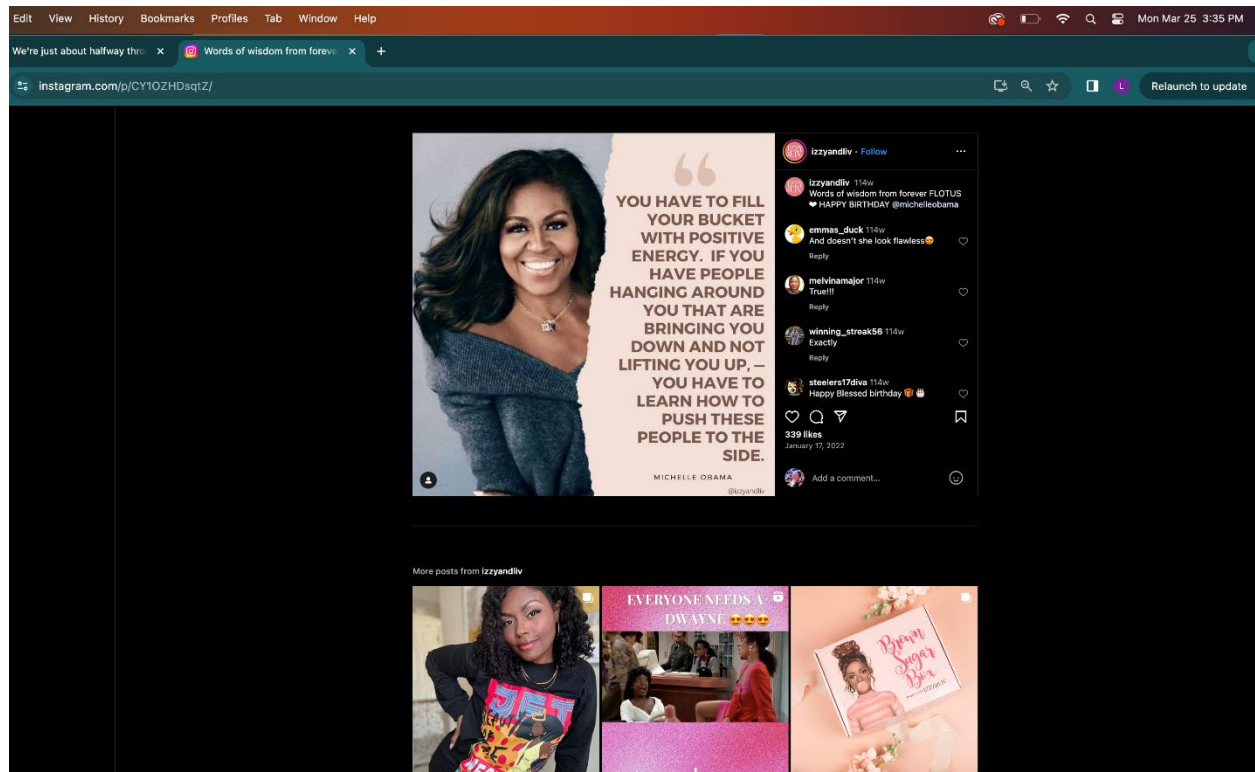 Edit View History Bookmarks Profiles Tab Window Help
Mon Mar 25 3:35 PM
We're just about halfway thro
Words of wisdom from foreve
instagram.com/p/CY1OZHDsqtZ/
L
Relaunch to update
YOU HAVE TO FILL
YOUR BUCKET
WITH POSITIVE
ENERGY. IF YOU
HAVE PEOPLE
HANGING AROUND
YOU THAT ARE
BRINGING YOU
DOWN AND NOT
LIFTING YOU UP, —
YOU HAVE TO
LEARN HOW TO
PUSH THESE
PEOPLE TO THE
SIDE.
MICHELLE OBAMA
@izzyandliv
izzyandliv • Follow
izzyandliv 114w
Words of wisdom from forever FLOTUS
❤ HAPPY BIRTHDAY @michelleobama
emmas_duck 114w
And doesn't she look flawless😍
Reply
melvinamajor 114w
True!!!
Reply
winning_streak56 114w
Exactly
Reply
steelers17diva 114w
Happy Blessed birthday 🎁 🎂
339 likes
January 17, 2022
Add a comment...
More posts from izzyandliv
EVERYONE NEEDS A
DWAYNE 😍😍😍
Brown
Sugar
Box